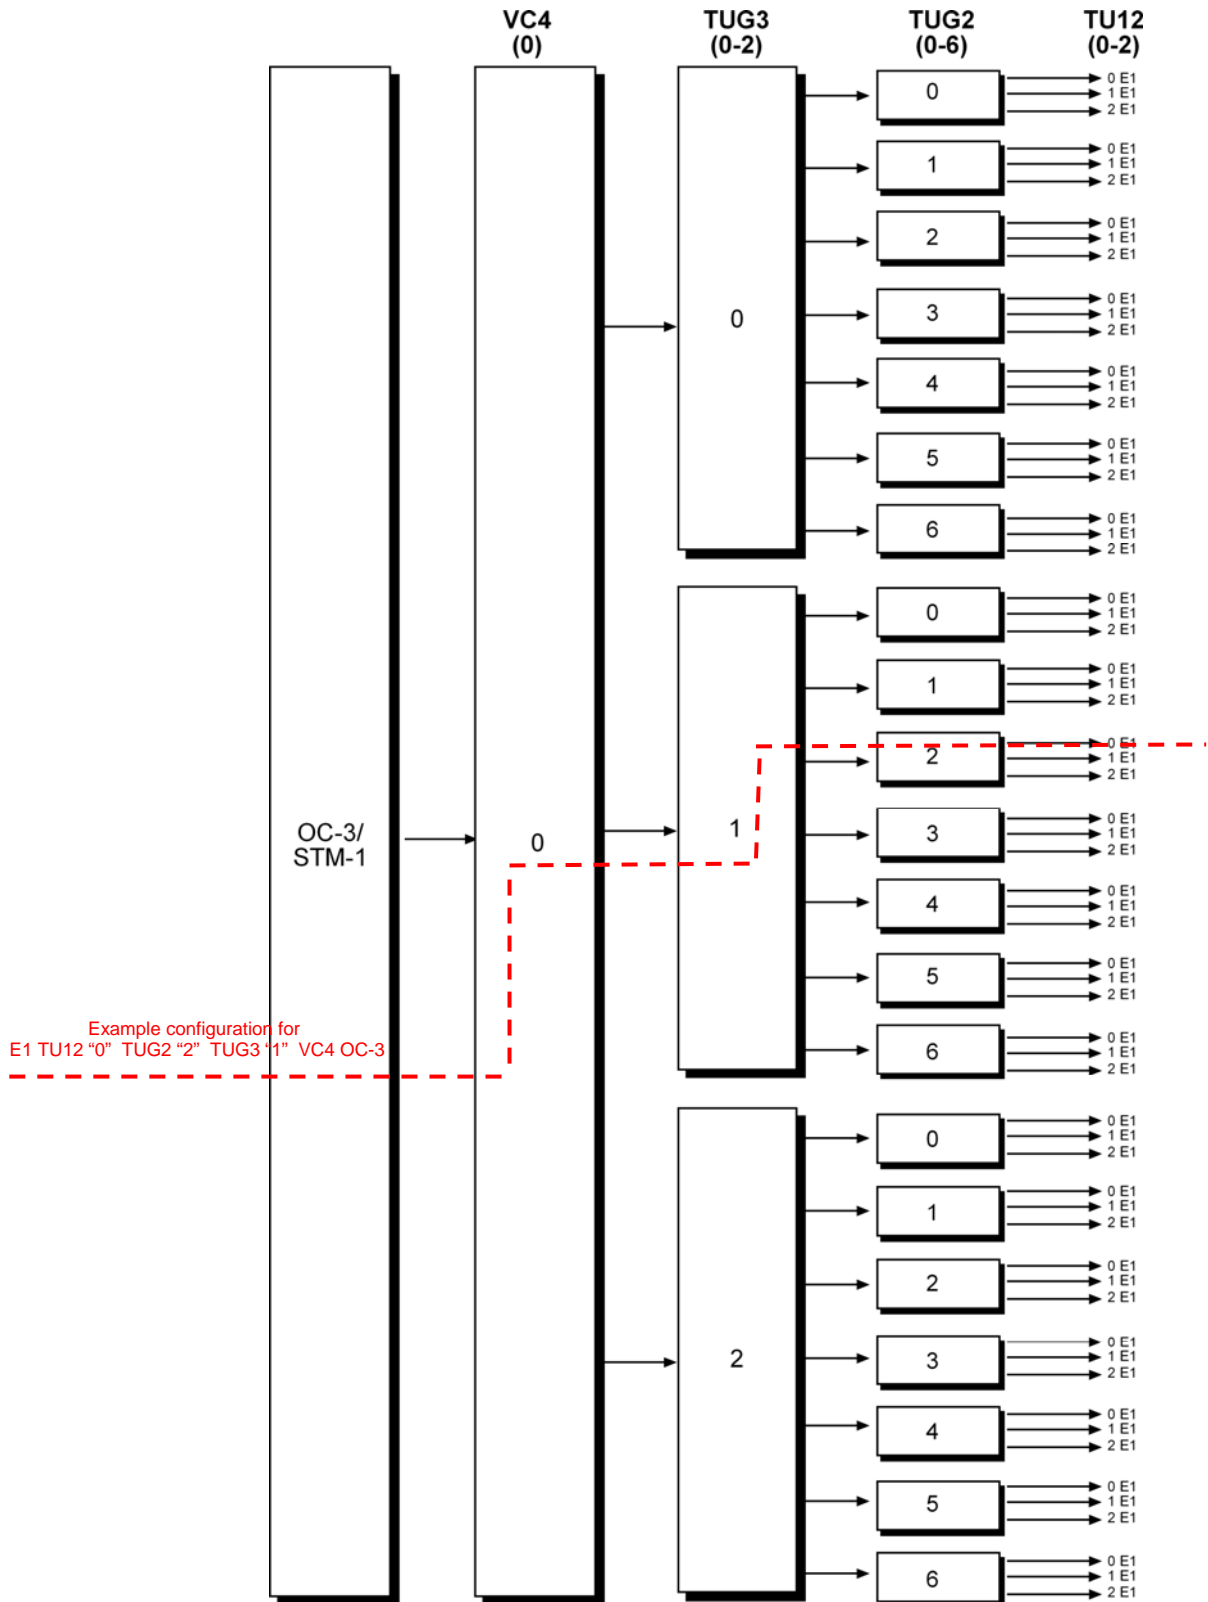 VC4 TUG3 TUG2 TU12
(0) (0-2) (0-6) (0-2)
0 E1
0 1 E1
2 E1
0 E1
1 1 E1
2 E1
0 E1
2 1 E1
2 E1
0 E1
0 3 1 E1
2 E1
0 E1
4 1 E1
2 E1
0 E1
5 1 E1
2 E1
0 E1
6 1 E1
2 E1
0 E1
0 1 E1
2 E1
0 E1
1 1 E1
2 E1
0 E1
2 1 E1
2 E1
0 E1
OC-3/ 0 1 3 1 E1
STM-1 2 E1
0 E1
4 1 E1
2 E1
0 E1
5 1 E1
2 E1
Example configuration for
E1 TU12 “0” TUG2 “2” TUG3 “1” VC4 OC-3
0 E1
6 1 E1
2 E1
0 E1
0 1 E1
2 E1
0 E1
1 1 E1
2 E1
0 E1
2 1 E1
2 E1
0 E1
2 3 1 E1
2 E1
0 E1
4 1 E1
2 E1
0 E1
5 1 E1
2 E1
0 E1
6 1 E1
2 E1